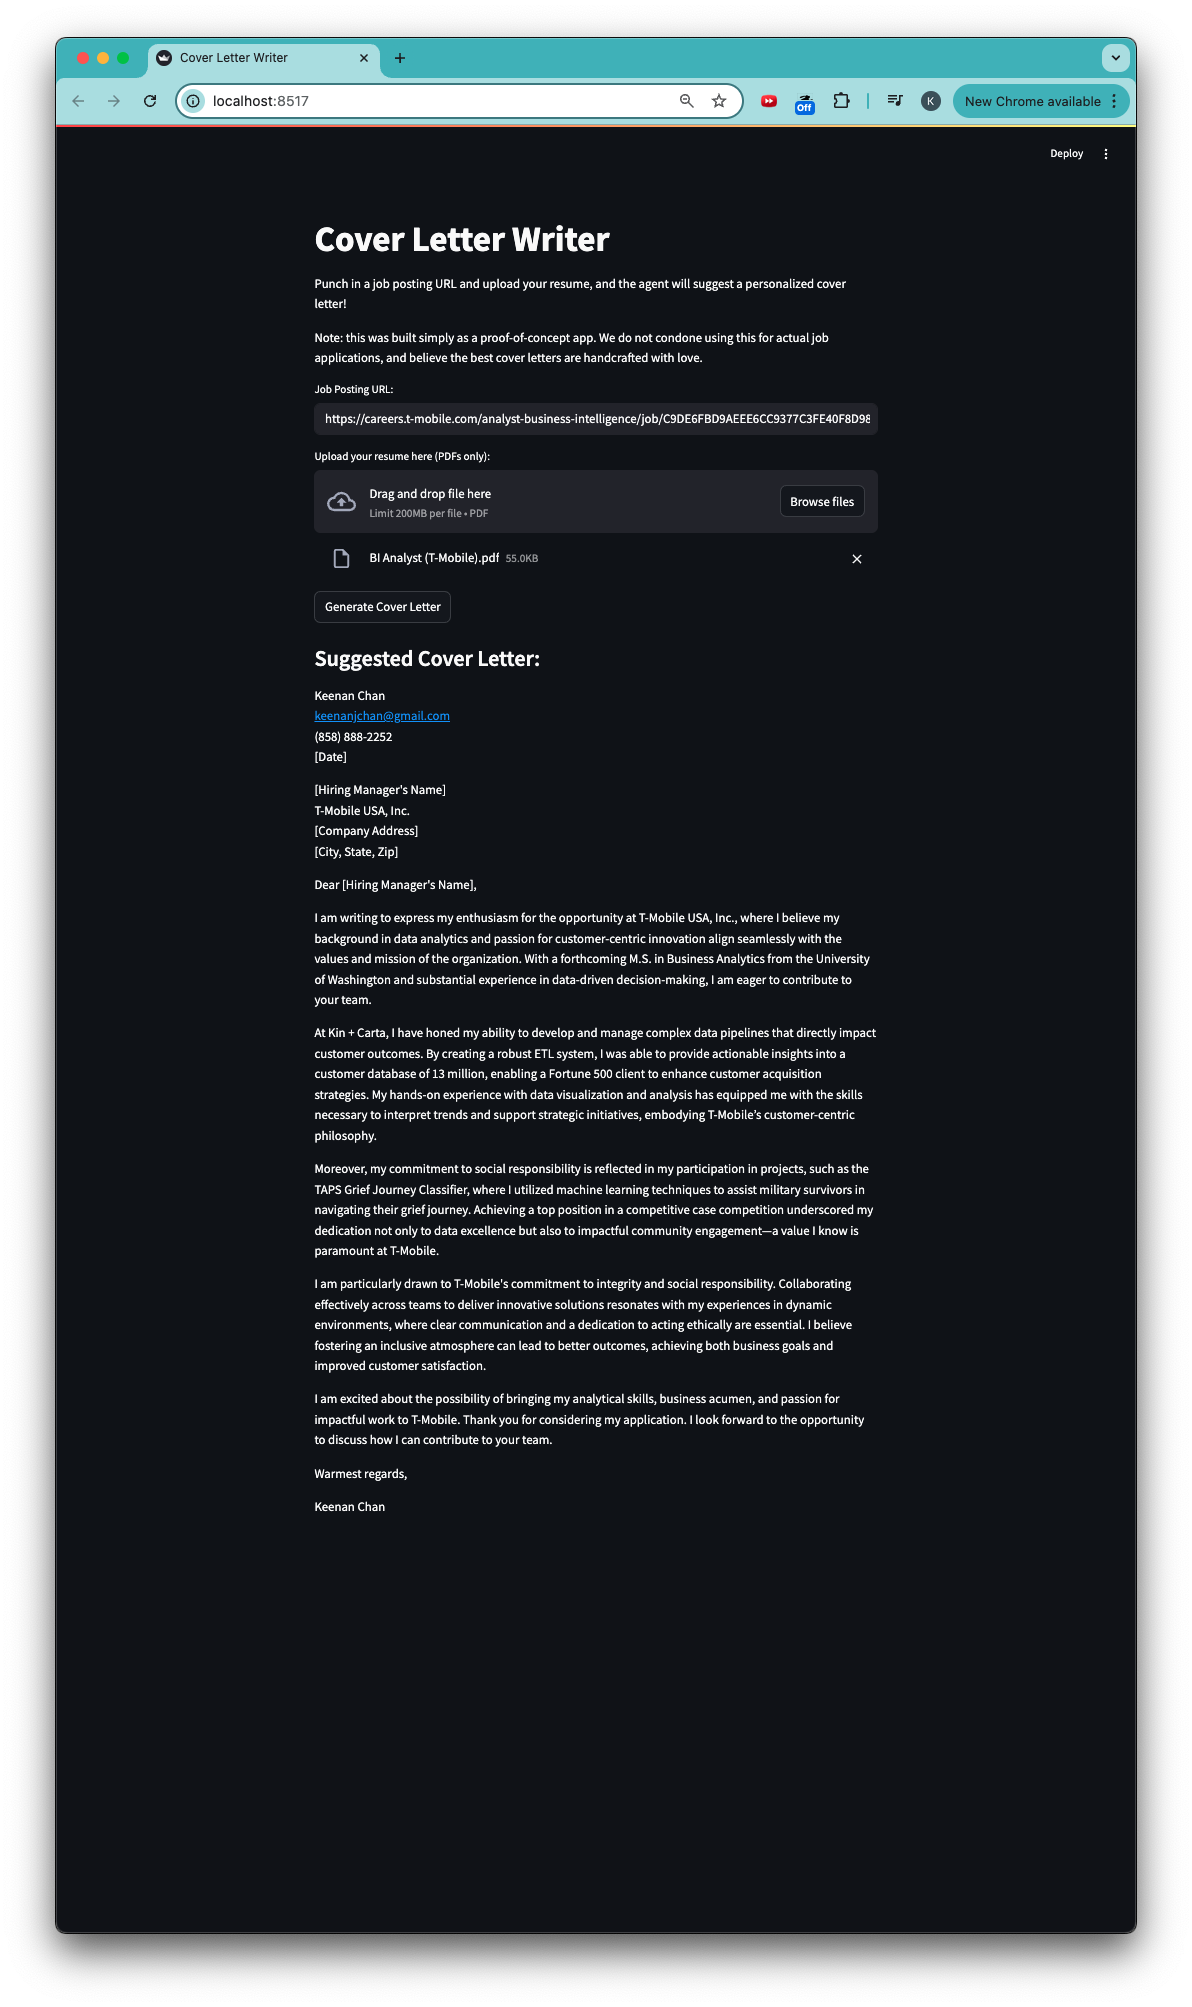 Cover Letter Writer
localhost:8517
Off
K
New Chrome available
Deploy
Cover Letter Writer
Punch in a job posting URL and upload your resume, and the agent will suggest a personalized cover
letter!
Note: this was built simply as a proof-of-concept app. We do not condone using this for actual job
applications, and believe the best cover letters are handcrafted with love.
Job Posting URL:
https://careers.t-mobile.com/analyst-business-intelligence/job/C9DE6FBD9AEEE6CC9377C3FE40F8D98
Upload your resume here (PDFs only):
Drag and drop file here
Limit 200MB per file • PDF
Browse files
BI Analyst (T-Mobile).pdf 55.0KB
Generate Cover Letter
Suggested Cover Letter:
Keenan Chan
keenanjchan@gmail.com
(858) 888-2252
[Date]
[Hiring Manager's Name]
T-Mobile USA, Inc.
[Company Address]
[City, State, Zip]
Dear [Hiring Manager's Name],
I am writing to express my enthusiasm for the opportunity at T-Mobile USA, Inc., where I believe my
background in data analytics and passion for customer-centric innovation align seamlessly with the
values and mission of the organization. With a forthcoming M.S. in Business Analytics from the University
of Washington and substantial experience in data-driven decision-making, I am eager to contribute to
your team.
At Kin + Carta, I have honed my ability to develop and manage complex data pipelines that directly impact
customer outcomes. By creating a robust ETL system, I was able to provide actionable insights into a
customer database of 13 million, enabling a Fortune 500 client to enhance customer acquisition
strategies. My hands-on experience with data visualization and analysis has equipped me with the skills
necessary to interpret trends and support strategic initiatives, embodying T-Mobile’s customer-centric
philosophy.
Moreover, my commitment to social responsibility is reflected in my participation in projects, such as the
TAPS Grief Journey Classifier, where I utilized machine learning techniques to assist military survivors in
navigating their grief journey. Achieving a top position in a competitive case competition underscored my
dedication not only to data excellence but also to impactful community engagement—a value I know is
paramount at T-Mobile.
I am particularly drawn to T-Mobile's commitment to integrity and social responsibility. Collaborating
effectively across teams to deliver innovative solutions resonates with my experiences in dynamic
environments, where clear communication and a dedication to acting ethically are essential. I believe
fostering an inclusive atmosphere can lead to better outcomes, achieving both business goals and
improved customer satisfaction.
I am excited about the possibility of bringing my analytical skills, business acumen, and passion for
impactful work to T-Mobile. Thank you for considering my application. I look forward to the opportunity
to discuss how I can contribute to your team.
Warmest regards,
Keenan Chan